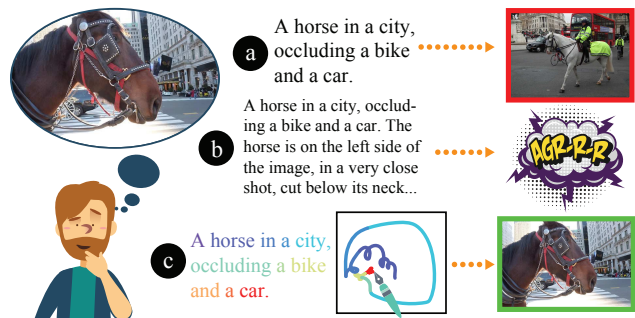 a
A horse in a city,
occluding a bike
and a car.
b
A horse in a city, occlud-
ing a bike and a car. The
horse is on the left side of
the image, in a very close
shot, cut below its neck...
AGR-R-R
c
A horse in a city,
occluding a bike
and a car.